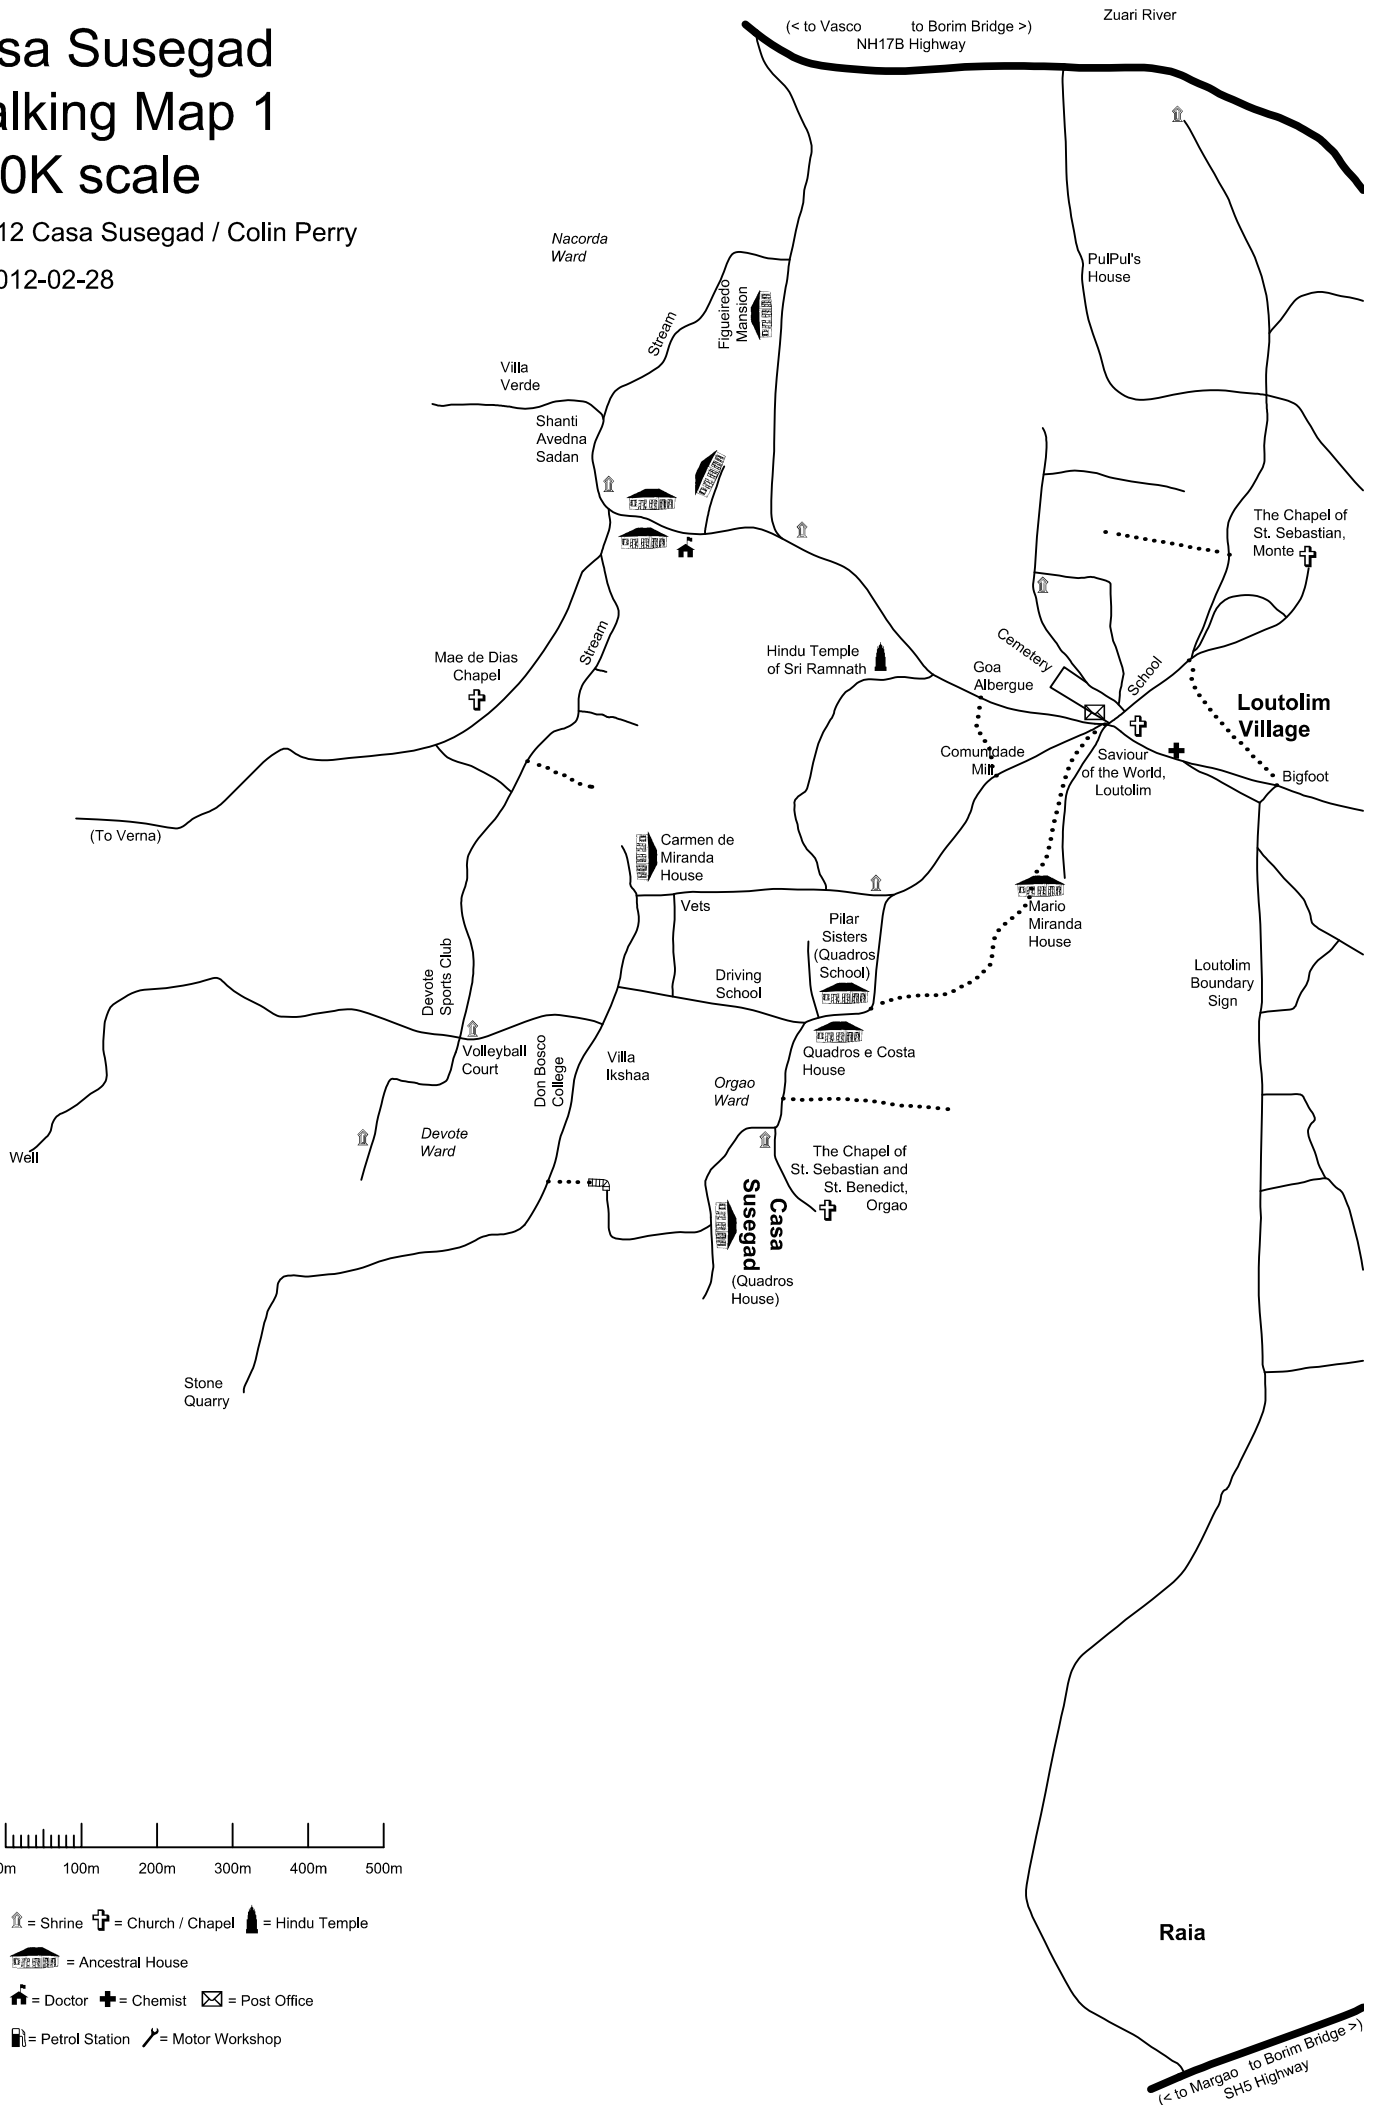 sa Susegad
alking Map 1
0K scale
12 Casa Susegad / Colin Perry
012-02-28
(< to Vasco to Borim Bridge >)
NH17B Highway
Zuari River
Nacorda
Ward
PulPul's
House
Figueiredo
Mansion
Stream
Villa
Verde
Shanti
Avedna
Sadan
The Chapel of
St. Sebastian,
Monte
Stream
Mae de Dias
Chapel
Hindu Temple
of Sri Ramnath
Goa
Albergue
Cemetery
School
Loutolim
Village
Comunidade
Mill
Saviour
of the World,
Loutolim
Bigfoot
(To Verna)
Carmen de
Miranda
House
Vets
Mario
Miranda
House
Pilar
Sisters
(Quadros
School)
Driving
School
Devote
Sports Club
Loutolim
Boundary
Sign
Volleyball
Court
Don Bosco
College
Villa
Ikshaa
Quadros e Costa
House
Orgao
Ward
Devote
Ward
Well
The Chapel of
St. Sebastian and
St. Benedict,
Orgao
Casa
Susegad
(Quadros
House)
Stone
Quarry
0m 100m 200m 300m 400m 500m
= Shrine = Church / Chapel = Hindu Temple
= Ancestral House
= Doctor = Chemist = Post Office
= Petrol Station = Motor Workshop
Raia
(< to Margao to Borim Bridge >)
SH5 Highway